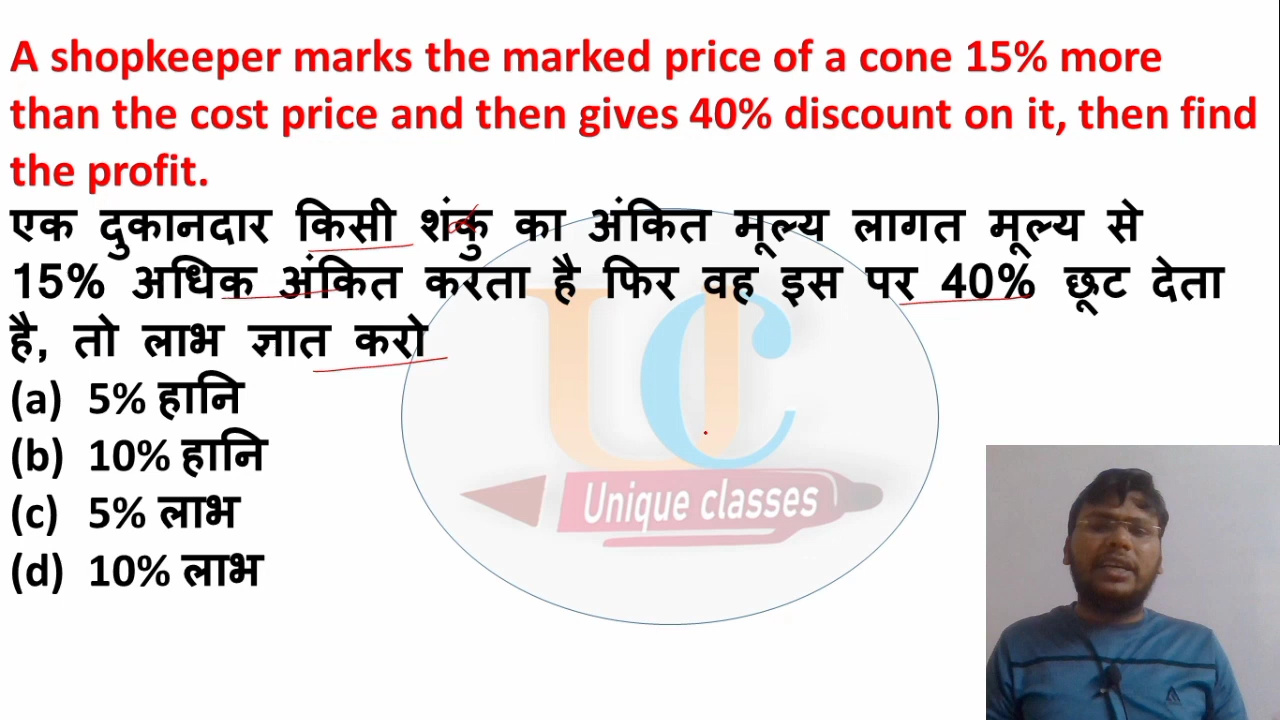 A shopkeeper marks the marked price of a cone 15% more
than the cost price and then gives 40% discount on it, then find
the profit.
एक दुकानदार किसी शंकु का अंकित मूल्य लागत मूल्य से
15% अधिक अंकित करता है फिर वह इस पर 40% छूट देता
है, तो लाभ ज्ञात करो
(a) 5% हानि
(b) 10% हानि
(c) 5% लाभ
(d) 10% लाभ
UC
Unique classes